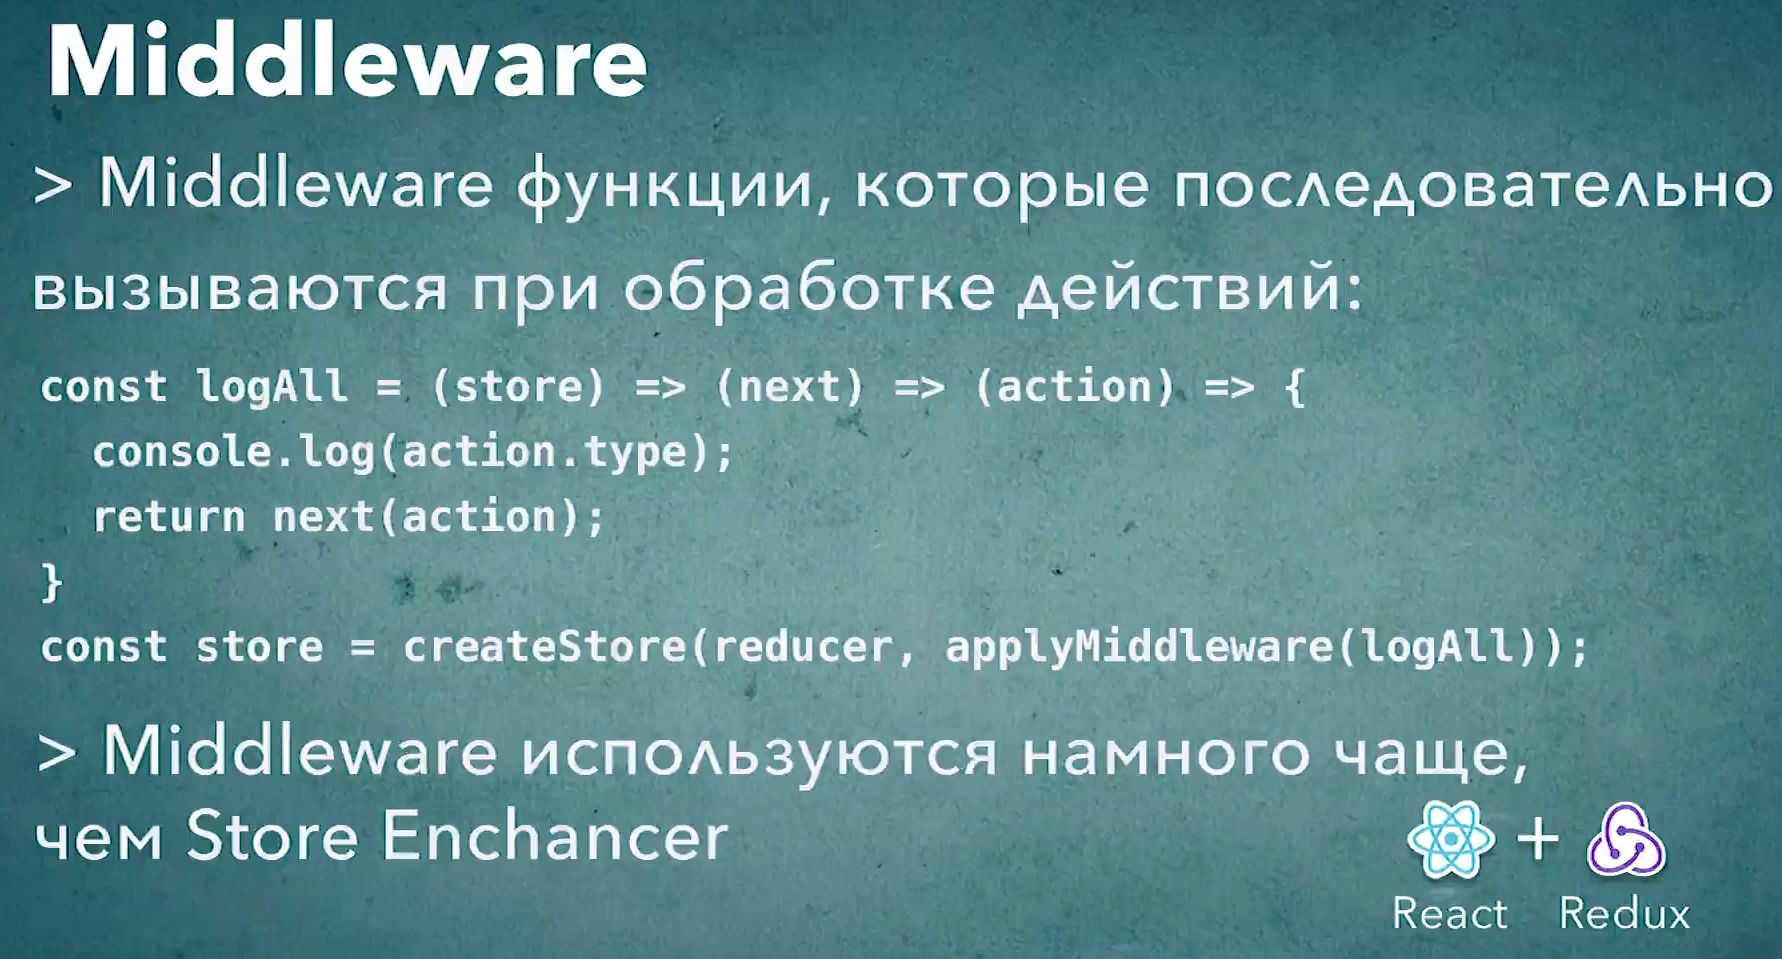 Middleware
> Middleware функции, которые последовательно
вызываются при обработке действий:
const logAll = (store) => (next) => (action) => {
  console.log(action.type);
  return next(action);
}
const store = createStore(reducer, applyMiddleware(logAll));
> Middleware используются намного чаще,
чем Store Enchancer
+
React Redux